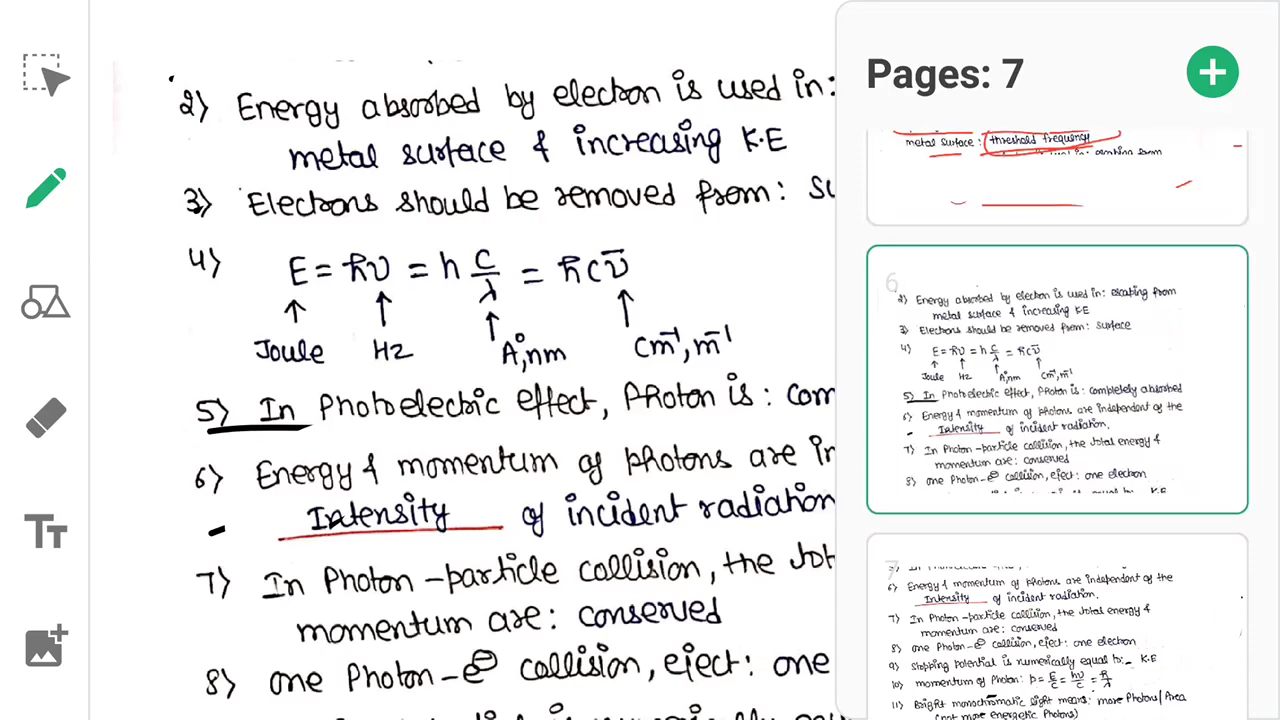 2) Energy absorbed by electron is used in:
metal surface & increasing K.E
3) Electrons should be removed from: su
4) E = hυ = h c/λ = hcῡ
Joule Hz A°, nm cm⁻¹, m⁻¹
5) In Photoelectric effect, Photon is: com
6) Energy & momentum of photons are in
Intensity of incident radiation
7) In Photon-particle collision, the tot
momentum are: conserved
8) one Photon-e⊖ collision, eject: one
Pages: 7
metal surface: threshold frequency
6
2) Energy absorbed by electron is used in: escaping from
metal surface & increasing KE
3) Electrons should be removed from: surface
4) E = hυ = h c/λ = hcῡ
Joule Hz A°, nm cm⁻¹, m⁻¹
5) In Photoelectric effect, Photon is: completely absorbed
6) Energy & momentum of photons are independent of the
Intensity of incident radiation.
7) In Photon-particle collision, the total energy &
momentum are: conserved
8) one Photon-e⊖ collision, eject: one electron
7
6) Energy & momentum of photons are independent of the
Intensity of incident radiation.
7) In Photon-particle collision, the total energy &
momentum are: conserved
8) one Photon-e⊖ collision, eject: one electron
9) Stopping potential is numerically equal to:- K.E
10) momentum of Photon: p = E/c = hυ/c = h/λ
11) Bright monochromatic light means: more Photons/Area
(not more energetic Photons)